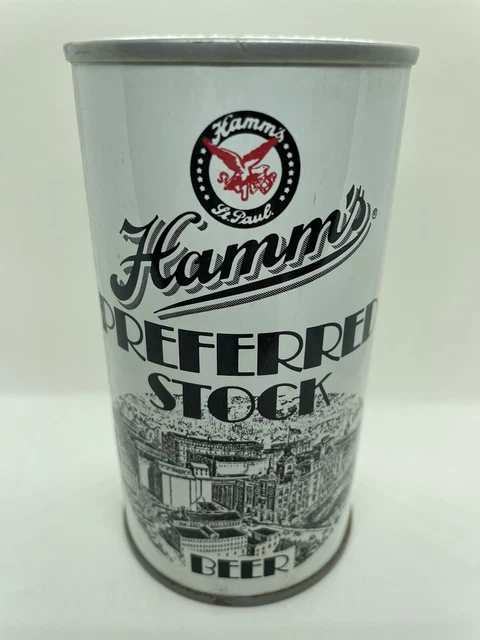 Hamm's
St. Paul.
Hamm's®
PREFERRED
STOCK
BEER